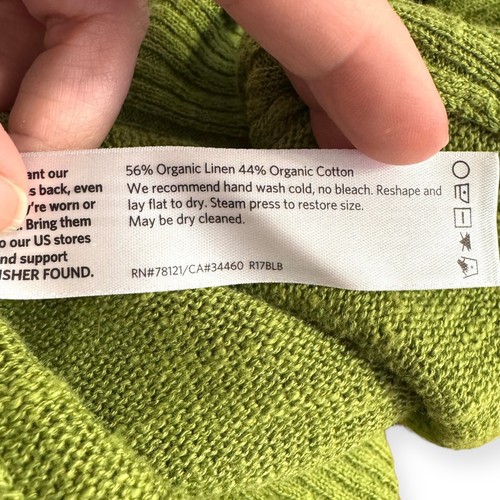 ant our
s back, even
're worn or
. Bring them
o our US stores
nd support
ISHER FOUND.
56% Organic Linen 44% Organic Cotton
We recommend hand wash cold, no bleach. Reshape and
lay flat to dry. Steam press to restore size.
May be dry cleaned.
RN#78121/CA#34460 R17BLB